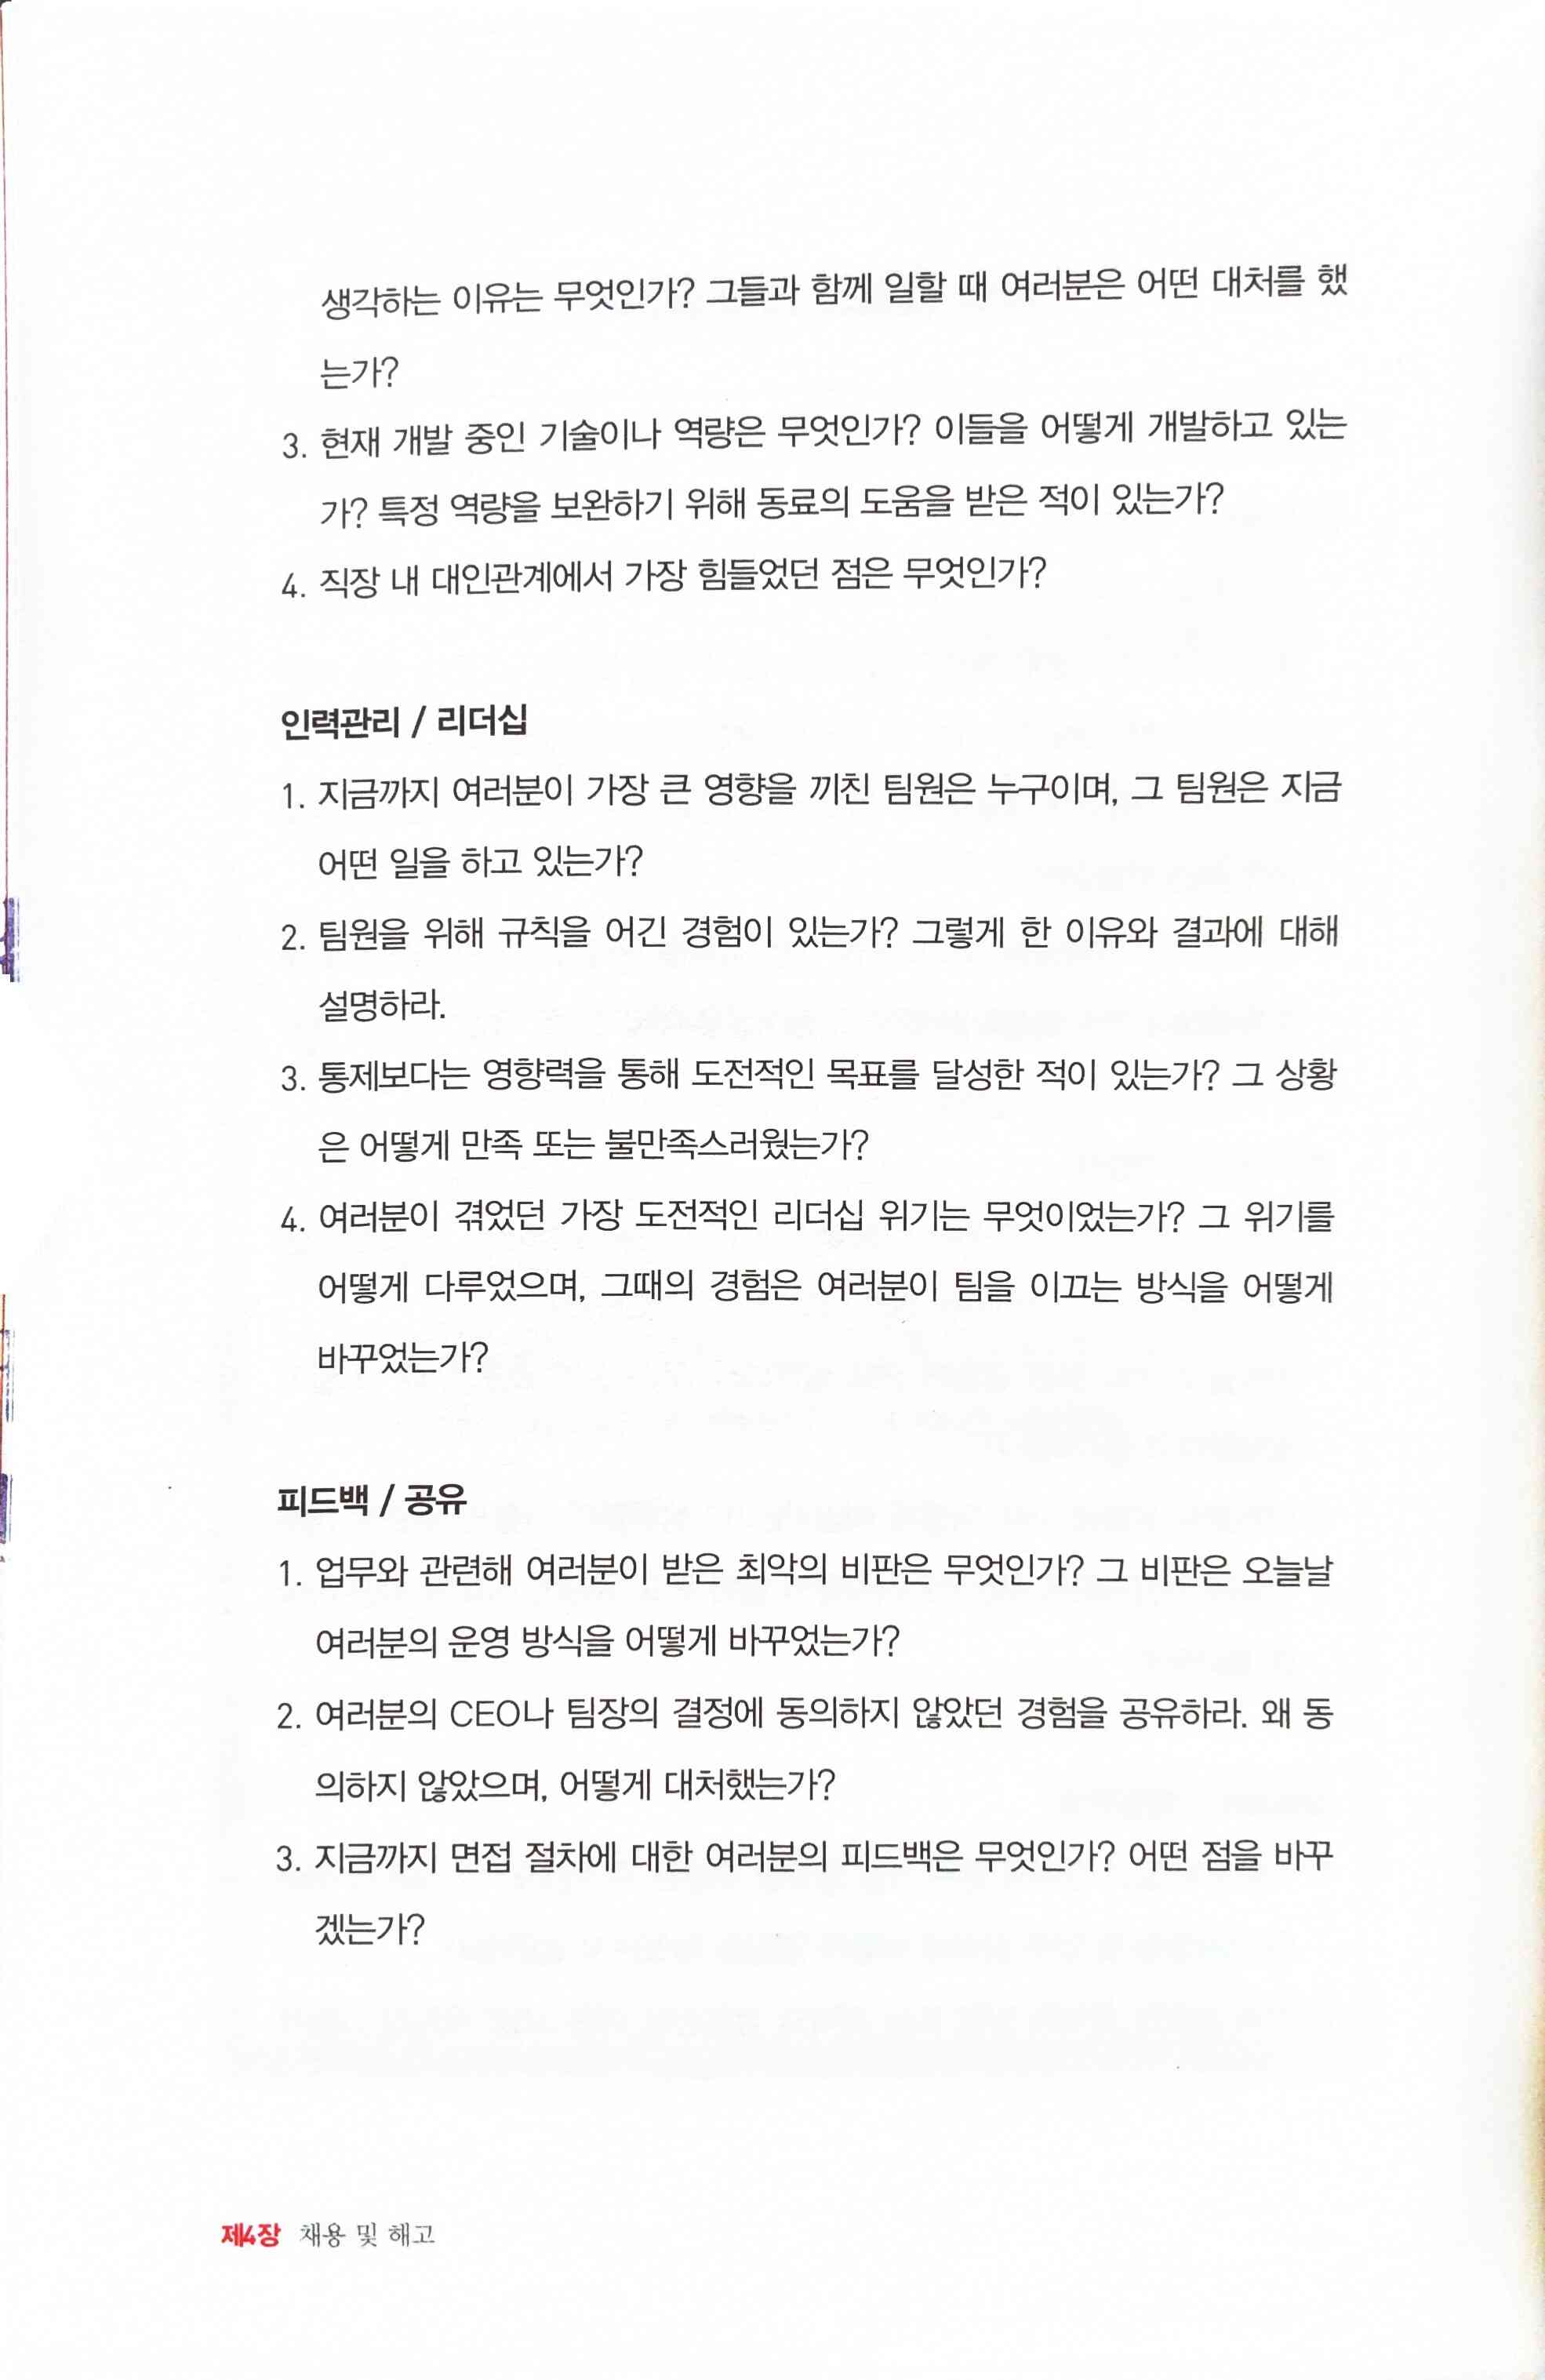 생각하는 이유는 무엇인가? 그들과 함께 일할 때 여러분은 어떤 대처를 했
는가?
3. 현재 개발 중인 기술이나 역량은 무엇인가? 이들을 어떻게 개발하고 있는
가? 특정 역량을 보완하기 위해 동료의 도움을 받은 적이 있는가?
4. 직장 내 대인관계에서 가장 힘들었던 점은 무엇인가?
인력관리 / 리더십
1. 지금까지 여러분이 가장 큰 영향을 끼친 팀원은 누구이며, 그 팀원은 지금
어떤 일을 하고 있는가?
2. 팀원을 위해 규칙을 어긴 경험이 있는가? 그렇게 한 이유와 결과에 대해
설명하라.
3. 통제보다는 영향력을 통해 도전적인 목표를 달성한 적이 있는가? 그 상황
은 어떻게 만족 또는 불만족스러웠는가?
4. 여러분이 겪었던 가장 도전적인 리더십 위기는 무엇이었는가? 그 위기를
어떻게 다루었으며, 그때의 경험은 여러분이 팀을 이끄는 방식을 어떻게
바꾸었는가?
피드백 / 공유
1. 업무와 관련해 여러분이 받은 최악의 비판은 무엇인가? 그 비판은 오늘날
여러분의 운영 방식을 어떻게 바꾸었는가?
2. 여러분의 CEO나 팀장의 결정에 동의하지 않았던 경험을 공유하라. 왜 동
의하지 않았으며, 어떻게 대처했는가?
3. 지금까지 면접 절차에 대한 여러분의 피드백은 무엇인가? 어떤 점을 바꾸
겠는가?
제4장 채용 및 해고